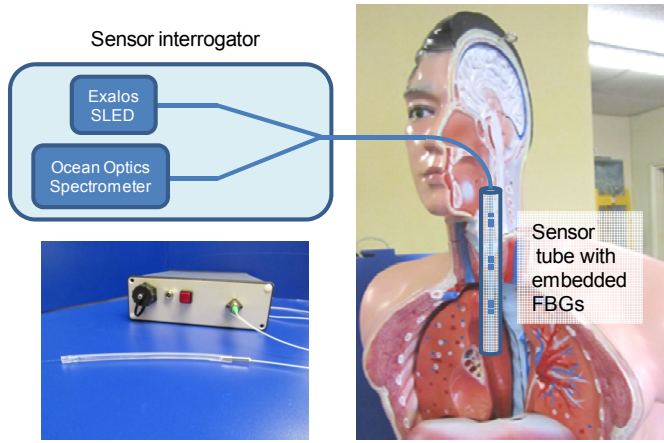 Sensor interrogator
Exalos
SLED
Ocean Optics
Spectrometer
Sensor
tube with
embedded
FBGs